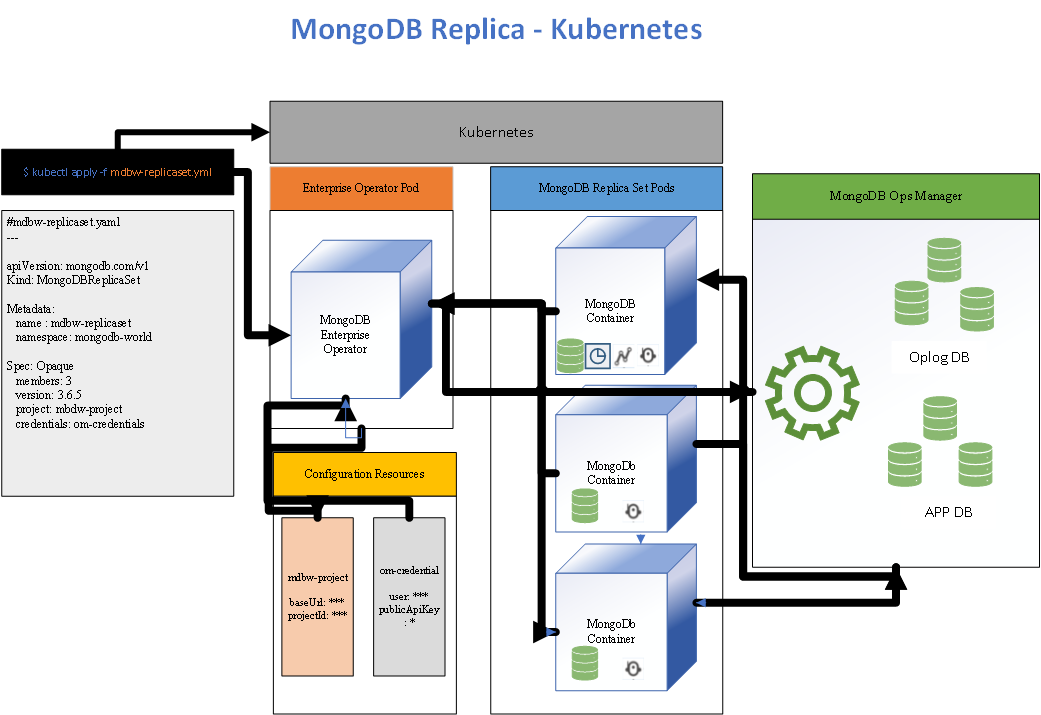 MongoDB Replica - Kubernetes
Kubernetes
$ kubectl apply -f mdbw-replicaset.yml
#mdbw-replicaset.yaml
---
apiVersion: mongodb.com/v1
Kind: MongoDBReplicaSet
Metadata:
name : mdbw-replicaset
namespace: mongodb-world
Spec: Opaque
members: 3
version: 3.6.5
project: mbdw-project
credentials: om-credentials
Enterprise Operator Pod
MongoDB
Enterprise
Operator
Configuration Resources
mdbw-project
baseUrl: ***
projectId: ***
om-credential
user: ***
publicApiKey
: *
MongoDB Replica Set Pods
MongoDB
Container
MongoDb
Container
MongoDb
Container
MongoDB Ops Manager
Oplog DB
APP DB